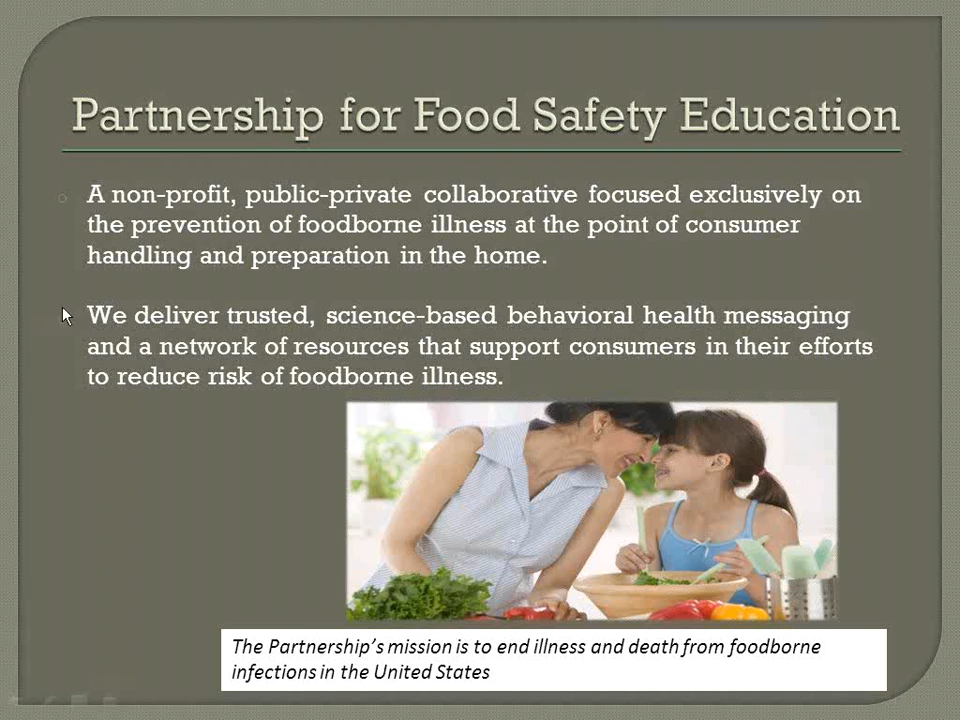 Partnership for Food Safety Education
A non-profit, public-private collaborative focused exclusively on
the prevention of foodborne illness at the point of consumer
handling and preparation in the home.
We deliver trusted, science-based behavioral health messaging
and a network of resources that support consumers in their efforts
to reduce risk of foodborne illness.
The Partnership’s mission is to end illness and death from foodborne
infections in the United States